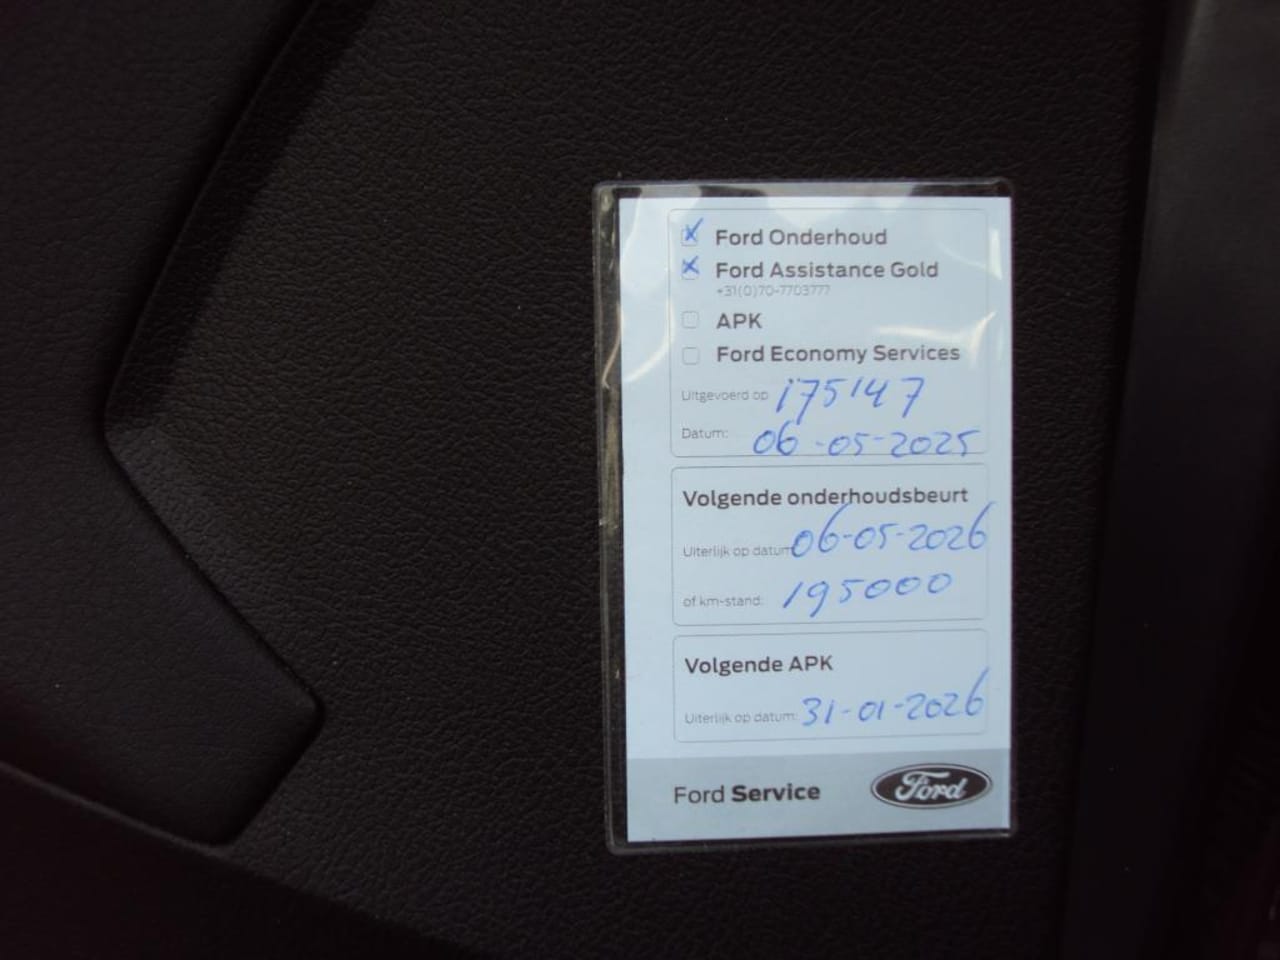 Ford Onderhoud
Ford Assistance Gold
+31(0)70-7703777
APK
Ford Economy Services
Uitgevoerd op 175147
Datum: 06-05-2025
Volgende onderhoudsbeurt
Uiterlijk op datum: 06-05-2026
of km-stand: 195000
Volgende APK
Uiterlijk op datum: 31-01-2026
Ford Service Ford